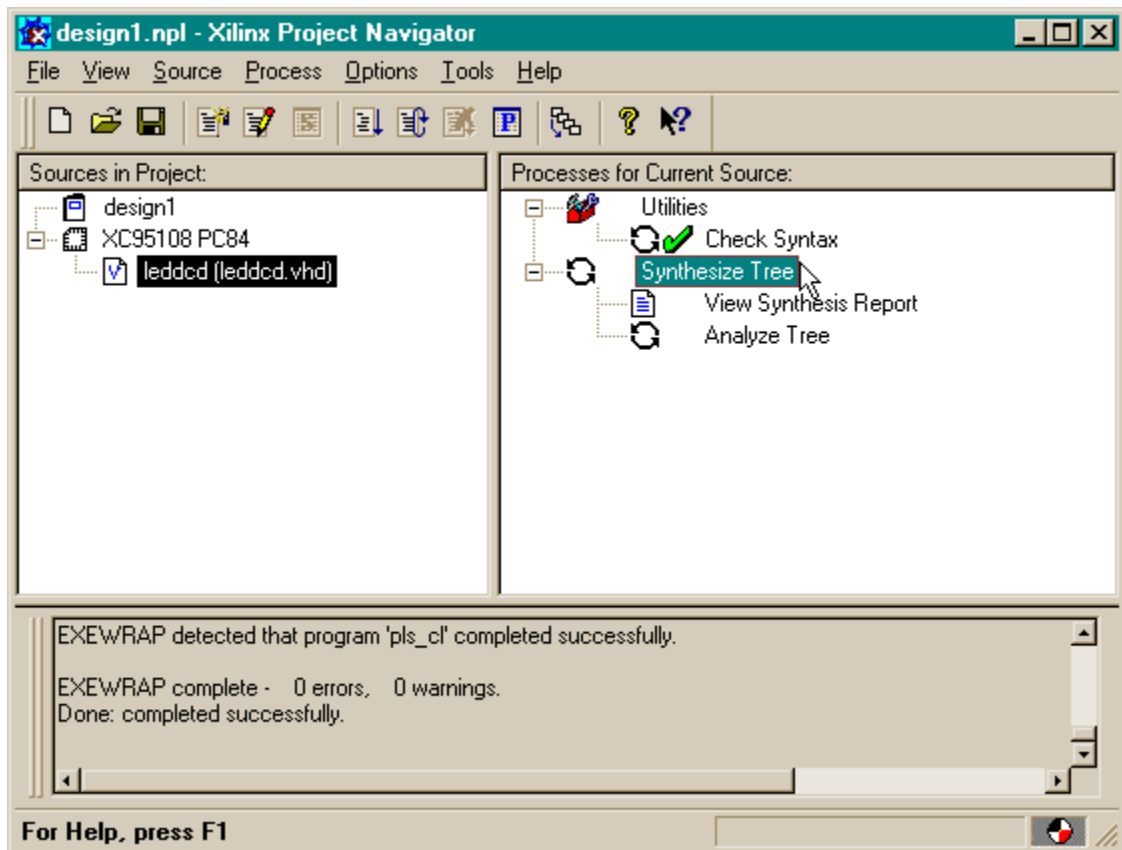 design1.npl - Xilinx Project Navigator
File View Source Process Options Tools Help
Sources in Project:
design1
XC95108 PC84
leddcd (leddcd.vhd)
Processes for Current Source:
Utilities
Check Syntax
Synthesize Tree
View Synthesis Report
Analyze Tree
EXEWRAP detected that program 'pls_cl' completed successfully.
EXEWRAP complete - 0 errors, 0 warnings.
Done: completed successfully.
For Help, press F1